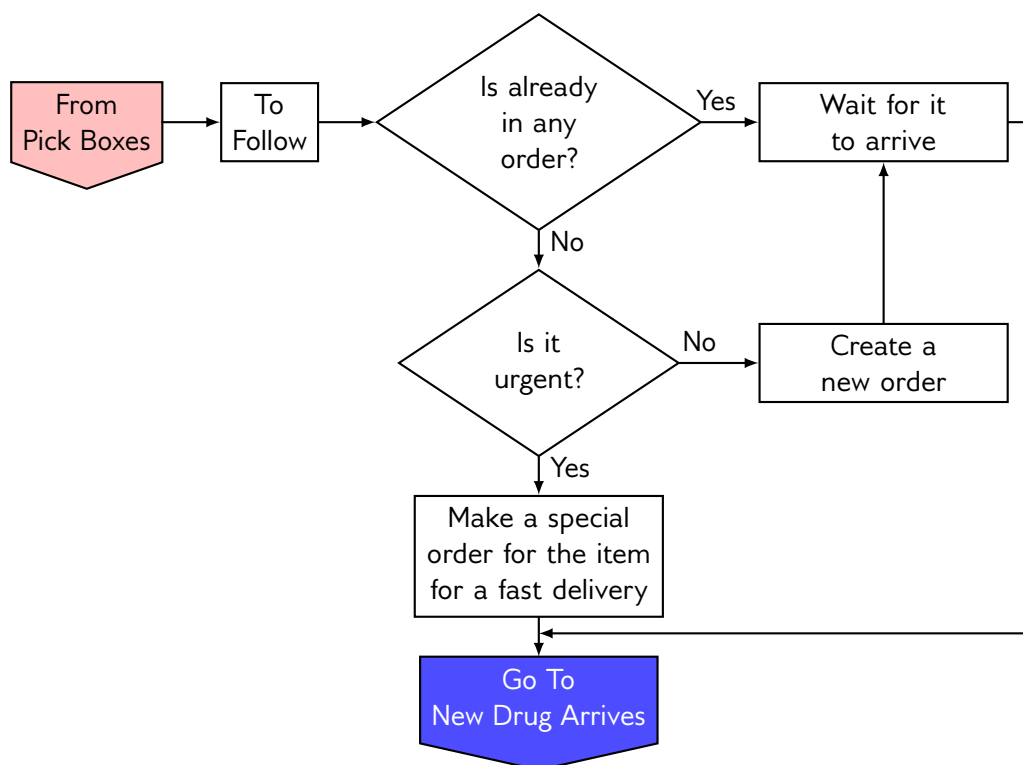 From
Pick Boxes
To
Follow
Is already
in any
order?
Yes
Wait for it
to arrive
No
Is it
urgent?
No
Create a
new order
Yes
Make a special
order for the item
for a fast delivery
Go To
New Drug Arrives